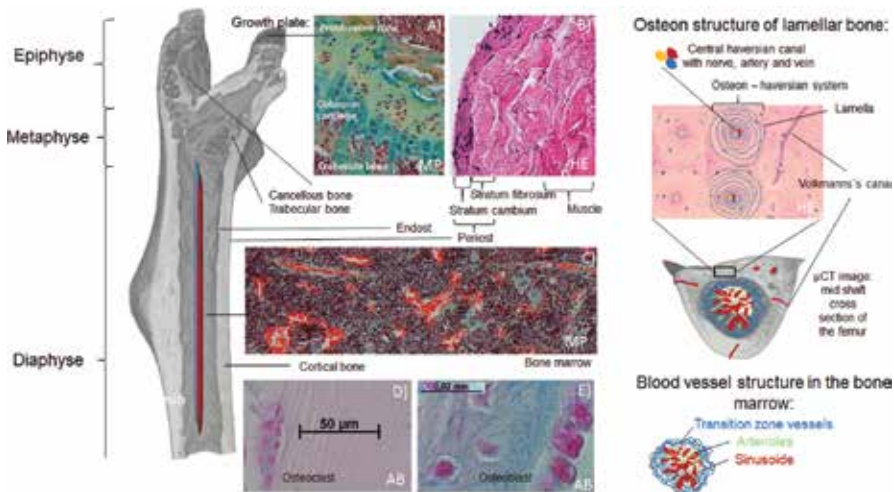 Growth plate:
A)
B)
Epiphyse
Metaphyse
Diaphyse
MP
HE
Stratum fibrosum
Stratum cambium
Muscle
Cancellous bone
Trabecular bone
Endost
Periost
C)
MP
Bone marrow
Cortical bone
D)
50 µm
Osteoclast
AB
E)
Osteoblast
AB
Osteon structure of lamellar bone:
Central haversian canal
with nerve, artery and vein
Osteon – haversian system
Lamella
Volkmanns´s canal
µCT image:
mid shaft
cross
section of
the femur
Blood vessel structure in the bone
marrow:
Transition zone vessels
Arterioles
Sinusoide